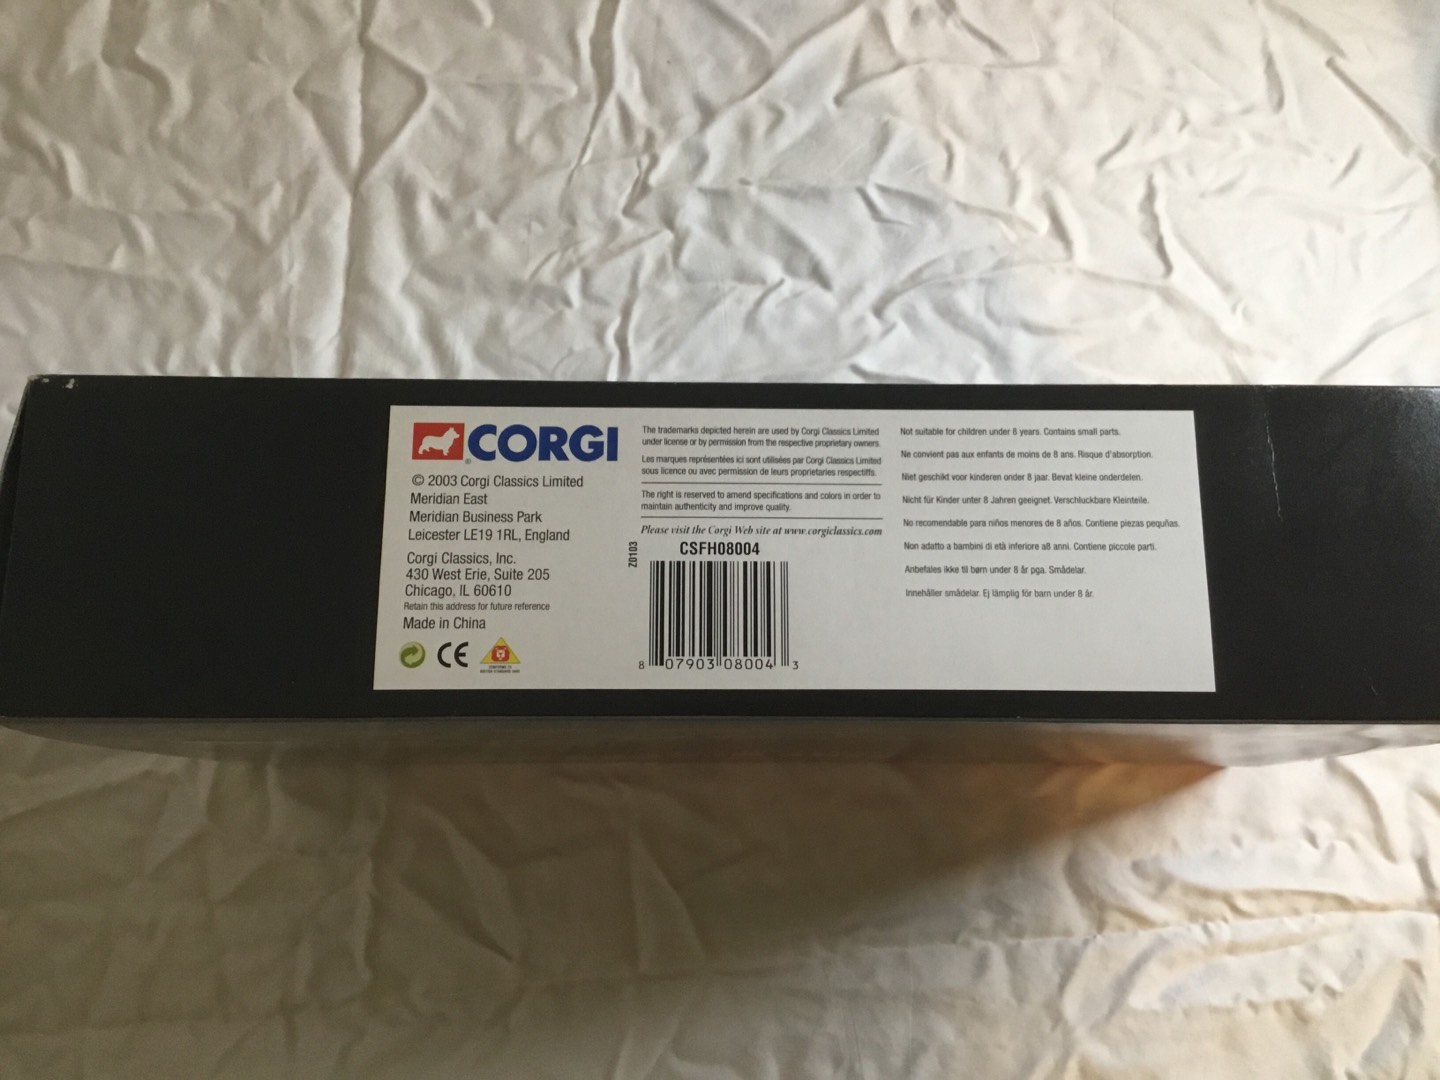 CORGI
© 2003 Corgi Classics Limited
Meridian East
Meridian Business Park
Leicester LE19 1RL, England
Corgi Classics, Inc.
430 West Erie, Suite 205
Chicago, IL 60610
Retain this address for future reference
Made in China
CE
The trademarks depicted herein are used by Corgi Classics Limited
under license or by permission from the respective proprietary owners.
Les marques représentées ici sont utilisées par Corgi Classics Limited
sous licence ou avec permission de leurs proprietaries respectifs.
The right is reserved to amend specifications and colors in order to
maintain authenticity and improve quality.
Please visit the Corgi Web site at www.corgiclassics.com
Z0103
CSFH08004
8 07903 08004 3
Not suitable for children under 8 years. Contains small parts.
Ne convient pas aux enfants de moins de 8 ans. Risque d'absorption.
Niet geschikt voor kinderen onder 8 jaar. Bevat kleine onderdelen.
Nicht für Kinder unter 8 Jahren geeignet. Verschluckbare Kleinteile.
No recomendable para niños menores de 8 años. Contiene piezas pequñas.
Non adatto a bambini di età inferiore a8 anni. Contiene piccole parti.
Anbefales ikke til børn under 8 år pga. Smådelar.
Innehåller smådelar. Ej lämplig för barn under 8 år.